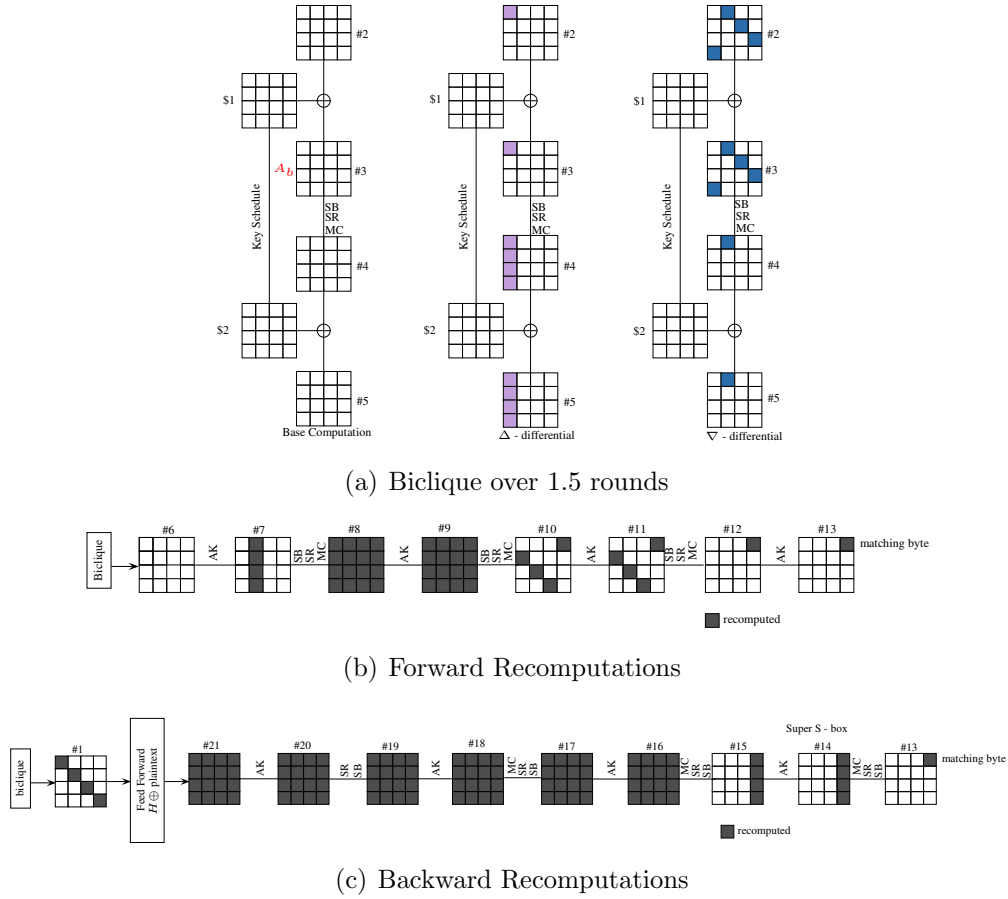 #2 #2 #2
$1 $1 $1
A_b #3 #3 #3
Key Schedule Key Schedule Key Schedule
SB SB SB
SR SR SR
MC MC MC
#4 #4 #4
$2 $2 $2
#5 #5 #5
Base Computation Δ - differential ∇ - differential
(a) Biclique over 1.5 rounds
#6 #7 #8 #9 #10 #11 #12 #13
Biclique AK SB SR MC AK SB SR MC AK SB SR MC AK matching byte
recomputed
(b) Forward Recomputations
Super S - box
#1 #21 #20 #19 #18 #17 #16 #15 #14 #13
biclique Feed Forward H ⊕ plaintext AK SR SB AK MC SR SB AK MC SR SB AK MC SR SB matching byte
recomputed
(c) Backward Recomputations